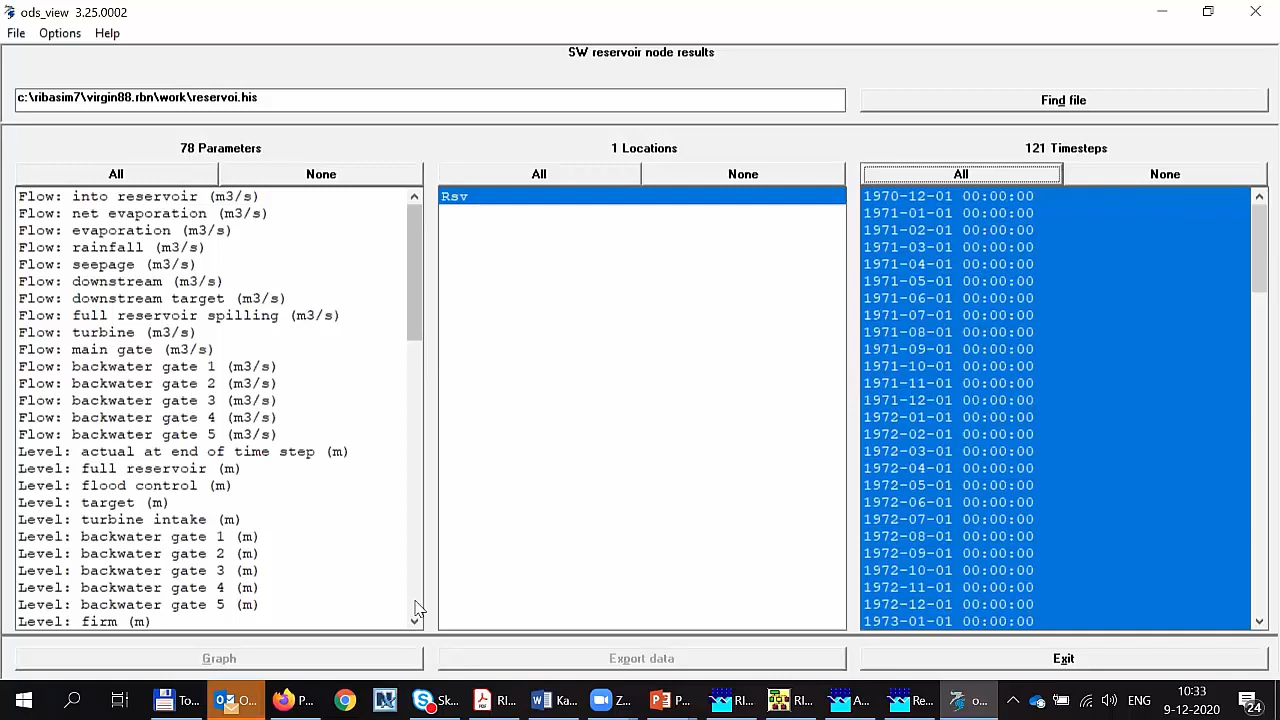 ods_view 3.25.0002
File Options Help
SW reservoir node results
c:\ribasim7\virgin88.rbn\work\reservoi.his
Find file
78 Parameters
1 Locations
121 Timesteps
All None
All None
All None
Flow: into reservoir (m3/s)
Flow: net evaporation (m3/s)
Flow: evaporation (m3/s)
Flow: rainfall (m3/s)
Flow: seepage (m3/s)
Flow: downstream (m3/s)
Flow: downstream target (m3/s)
Flow: full reservoir spilling (m3/s)
Flow: turbine (m3/s)
Flow: main gate (m3/s)
Flow: backwater gate 1 (m3/s)
Flow: backwater gate 2 (m3/s)
Flow: backwater gate 3 (m3/s)
Flow: backwater gate 4 (m3/s)
Flow: backwater gate 5 (m3/s)
Level: actual at end of time step (m)
Level: full reservoir (m)
Level: flood control (m)
Level: target (m)
Level: turbine intake (m)
Level: backwater gate 1 (m)
Level: backwater gate 2 (m)
Level: backwater gate 3 (m)
Level: backwater gate 4 (m)
Level: backwater gate 5 (m)
Level: firm (m)
Rsv
1970-12-01 00:00:00
1971-01-01 00:00:00
1971-02-01 00:00:00
1971-03-01 00:00:00
1971-04-01 00:00:00
1971-05-01 00:00:00
1971-06-01 00:00:00
1971-07-01 00:00:00
1971-08-01 00:00:00
1971-09-01 00:00:00
1971-10-01 00:00:00
1971-11-01 00:00:00
1971-12-01 00:00:00
1972-01-01 00:00:00
1972-02-01 00:00:00
1972-03-01 00:00:00
1972-04-01 00:00:00
1972-05-01 00:00:00
1972-06-01 00:00:00
1972-07-01 00:00:00
1972-08-01 00:00:00
1972-09-01 00:00:00
1972-10-01 00:00:00
1972-11-01 00:00:00
1972-12-01 00:00:00
1973-01-01 00:00:00
Graph
Export data
Exit
To... O... P... Sk... RI... Ka... Z... P... RI... RI... A... Re... o... ENG
10:33
9-12-2020
24